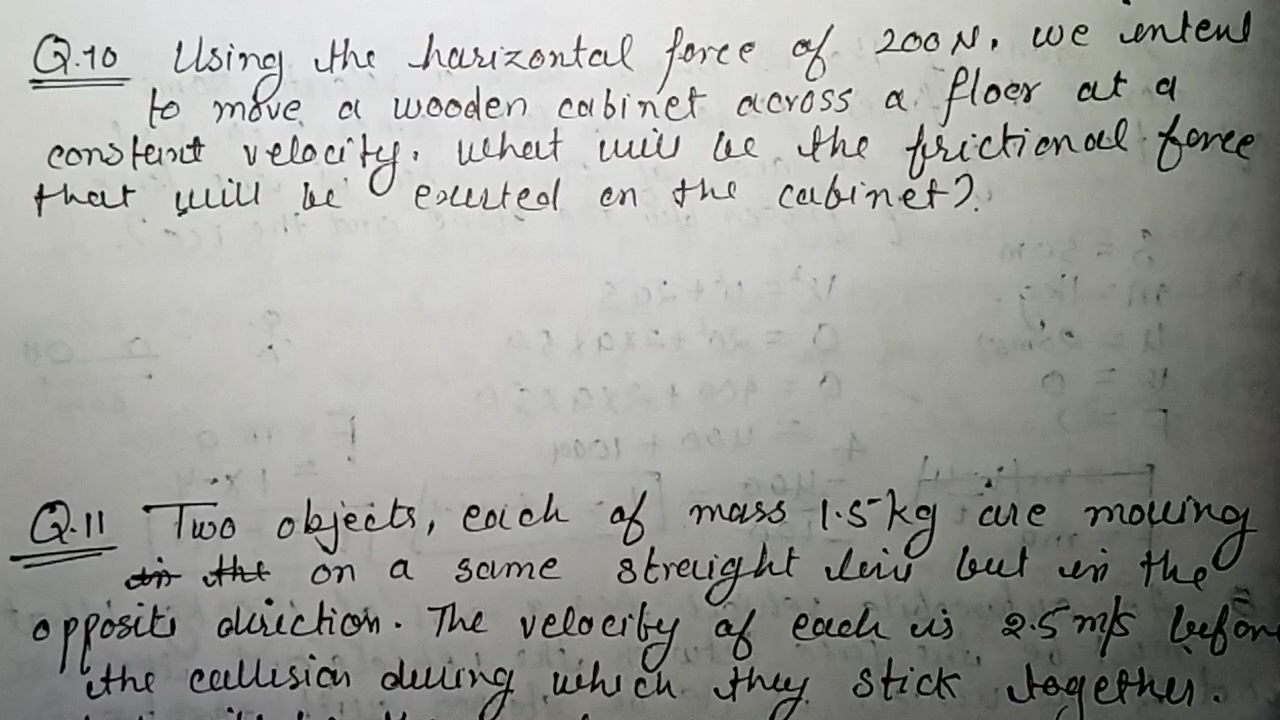 Q.10 Using the harizontal force of 200 N, we intend
to move a wooden cabinet across a floor at a
constant velocity. what will be the frictional force
that will be exerted on the cabinet?
Q.11 Two objects, each of mass 1.5 kg are moving
on a same straight line but in the
opposite direction. The velocity of each is 2.5 m/s before
the collision during which they stick together.